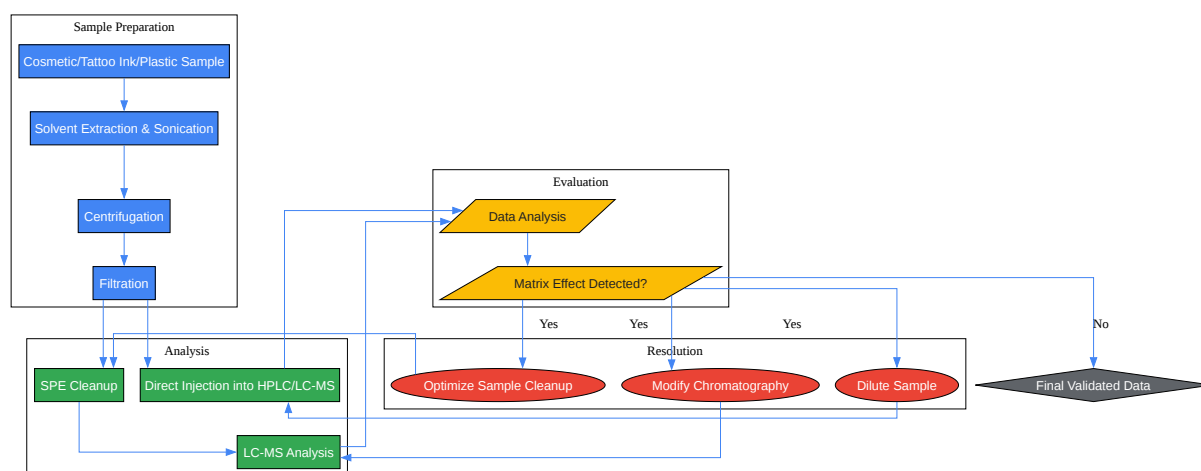 Sample Preparation
Cosmetic/Tattoo Ink/Plastic Sample
Solvent Extraction & Sonication
Centrifugation
Filtration
Evaluation
Data Analysis
Matrix Effect Detected?
Yes
Yes
Yes
No
Analysis
SPE Cleanup
Direct Injection into HPLC/LC-MS
LC-MS Analysis
Resolution
Optimize Sample Cleanup
Modify Chromatography
Dilute Sample
Final Validated Data